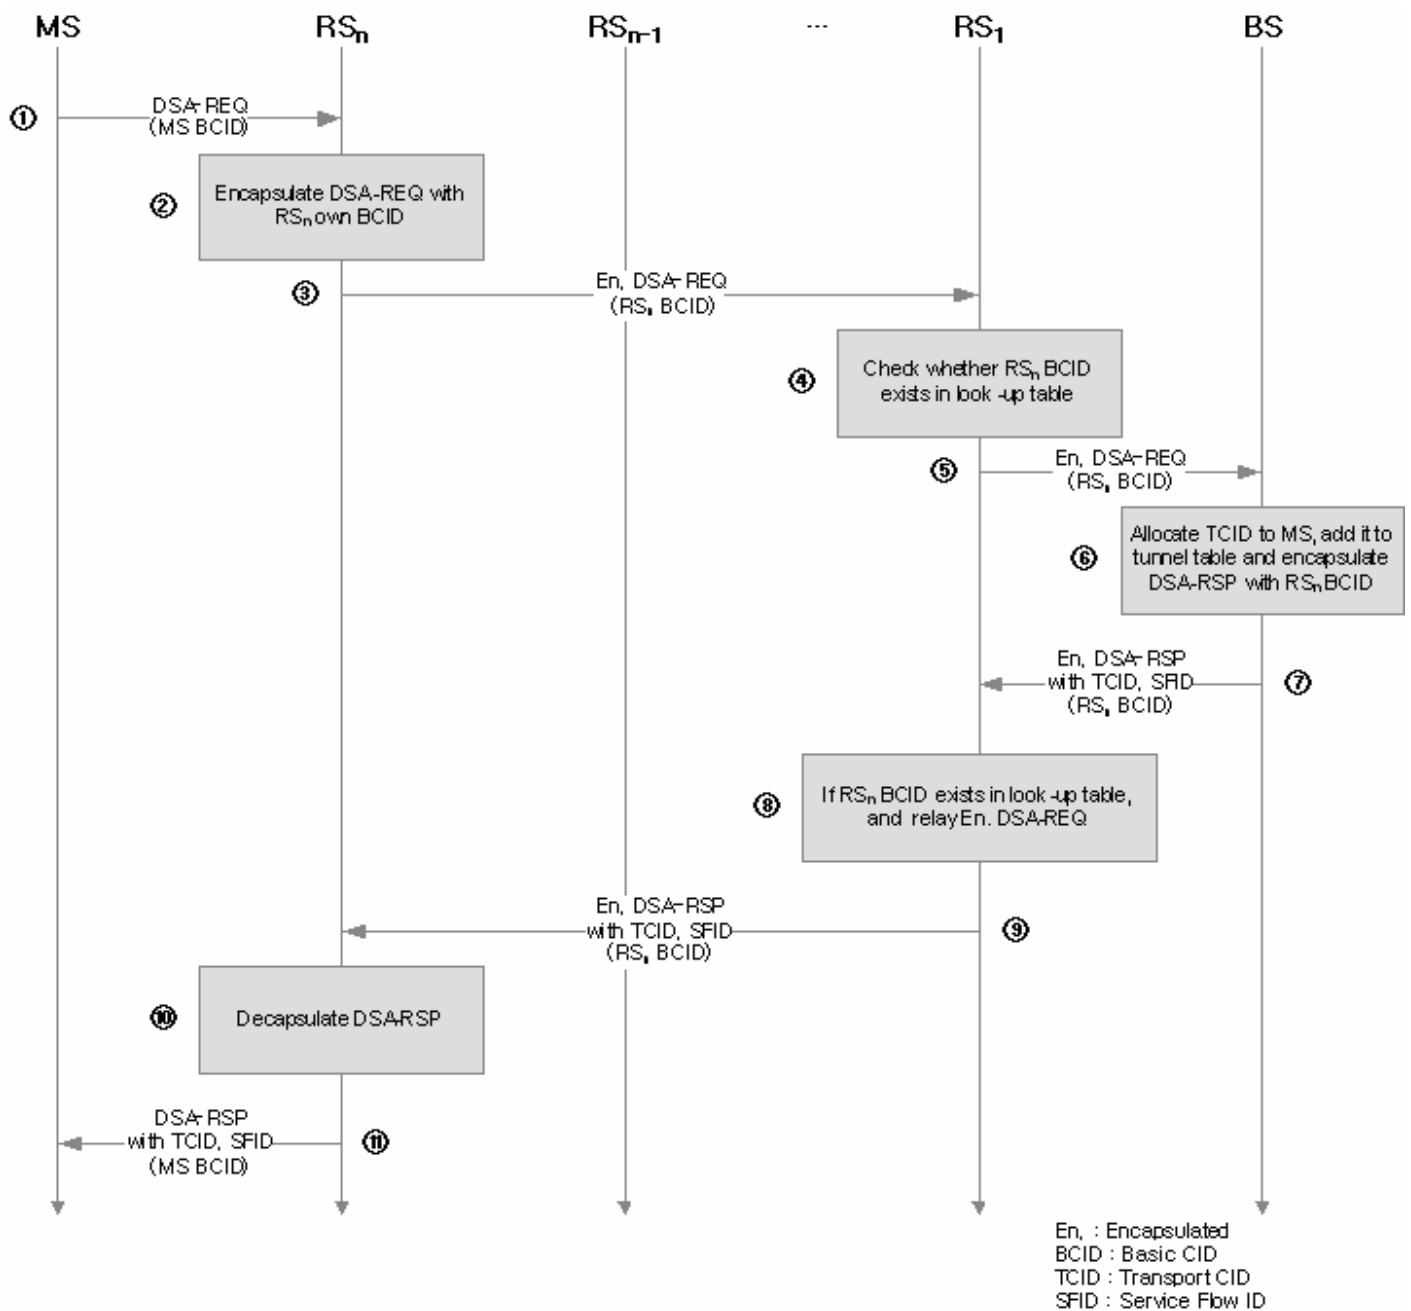 MS RSn RSn-1 ... RS1 BS
① DSA-REQ
(MS BCID)
② Encapsulate DSA-REQ with
RSn own BCID
③ En, DSA-REQ
(RSn BCID)
④ Check whether RSn BCID
exists in look-up table
⑤ En, DSA-REQ
(RSn BCID)
⑥ Allocate TCID to MS, add it to
tunnel table and encapsulate
DSA-RSP with RSn BCID
En, DSA-RSP
with TCID, SFID ⑦
(RSn BCID)
⑧ If RSn BCID exists in look-up table,
and relay En. DSA-REQ
En, DSA-RSP
with TCID, SFID ⑨
(RSn BCID)
⑩ Decapsulate DSA-RSP
DSA-RSP
with TCID, SFID ⑪
(MS BCID)
En, : Encapsulated
BCID : Basic CID
TCID : Transport CID
SFID : Service Flow ID